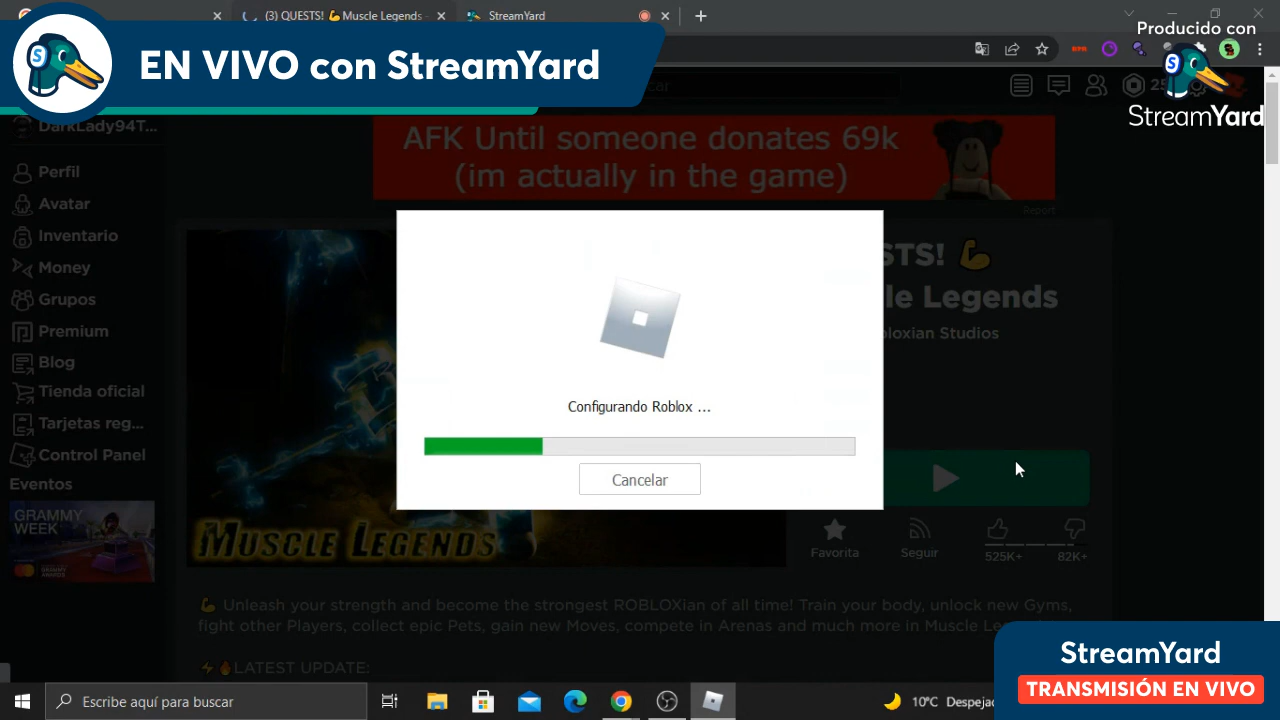 (3) QUESTS! 💪 Muscle Legends -
StreamYard
EN VIVO con StreamYard
Producido con
StreamYard
DarkLady94T...
Perfil
Avatar
Inventario
Money
Grupos
Premium
Blog
Tienda oficial
Tarjetas reg...
Control Panel
Eventos
GRAMMY
WEEK
AFK Until someone donates 69k
(im actually in the game)
Report
STS! 💪
le Legends
bloxian Studios
Configurando Roblox ...
Cancelar
MUSCLE LEGENDS
Favorita
Seguir
525K+
82K+
💪 Unleash your strength and become the strongest ROBLOXian of all time! Train your body, unlock new Gyms,
fight other Players, collect epic Pets, gain new Moves, compete in Arenas and much more in Muscle Le
⚡🔥LATEST UPDATE:
StreamYard
TRANSMISIÓN EN VIVO
Escribe aquí para buscar
10°C Despejad